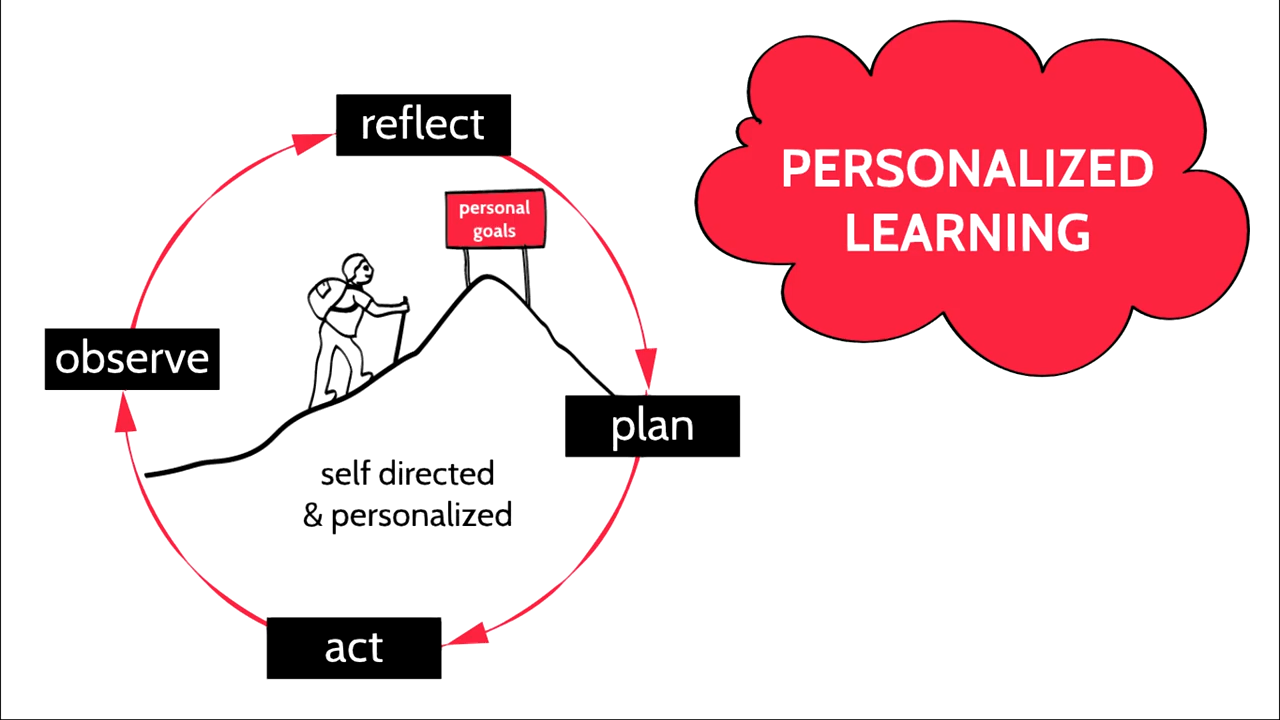 reflect
PERSONALIZED
LEARNING
personal
goals
observe
plan
self directed
& personalized
act